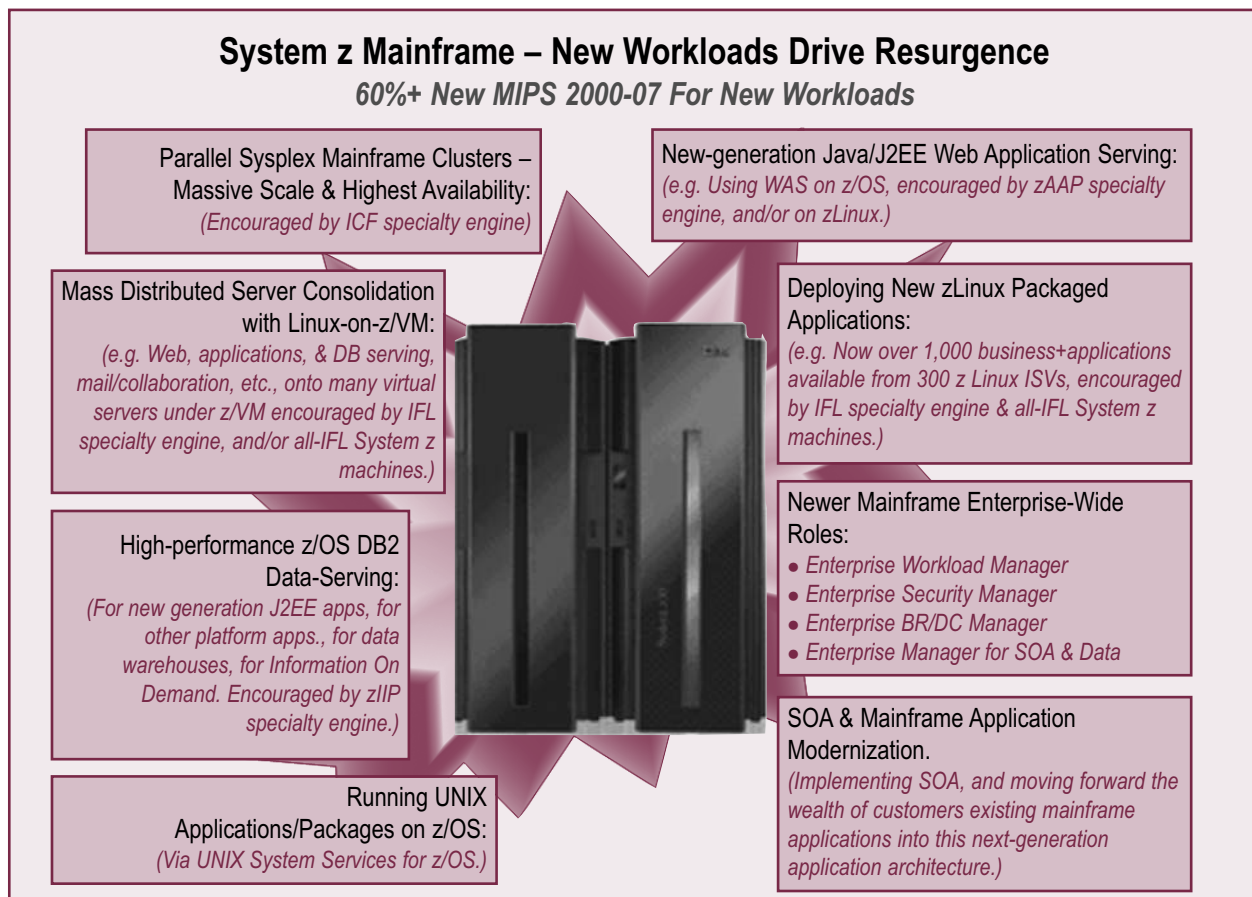 System z Mainframe – New Workloads Drive Resurgence
60%+ New MIPS 2000-07 For New Workloads
Parallel Sysplex Mainframe Clusters –
Massive Scale & Highest Availability:
(Encouraged by ICF specialty engine)
Mass Distributed Server Consolidation
with Linux-on-z/VM:
(e.g. Web, applications, & DB serving,
mail/collaboration, etc., onto many virtual
servers under z/VM encouraged by IFL
specialty engine, and/or all-IFL System z
machines.)
High-performance z/OS DB2
Data-Serving:
(For new generation J2EE apps, for
other platform apps., for data
warehouses, for Information On
Demand. Encouraged by zIIP
specialty engine.)
Running UNIX
Applications/Packages on z/OS:
(Via UNIX System Services for z/OS.)
New-generation Java/J2EE Web Application Serving:
(e.g. Using WAS on z/OS, encouraged by zAAP specialty
engine, and/or on zLinux.)
Deploying New zLinux Packaged
Applications:
(e.g. Now over 1,000 business+applications
available from 300 z Linux ISVs, encouraged
by IFL specialty engine & all-IFL System z
machines.)
Newer Mainframe Enterprise-Wide
Roles:
● Enterprise Workload Manager
● Enterprise Security Manager
● Enterprise BR/DC Manager
● Enterprise Manager for SOA & Data
SOA & Mainframe Application
Modernization.
(Implementing SOA, and moving forward the
wealth of customers existing mainframe
applications into this next-generation
application architecture.)